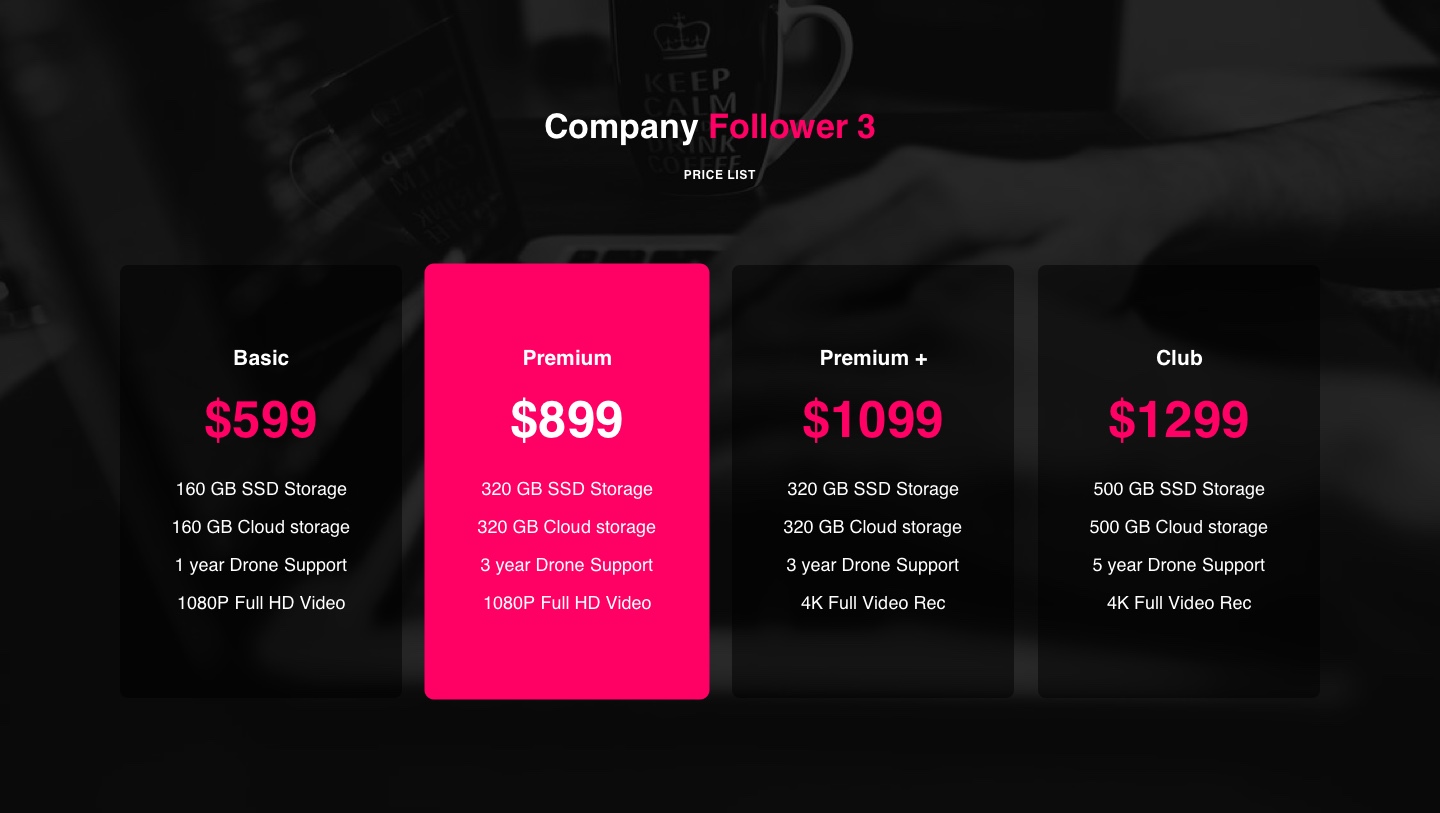 KEEP
CALM
DRINK
COFFEE
Company Follower 3
PRICE LIST
Basic
$599
160 GB SSD Storage
160 GB Cloud storage
1 year Drone Support
1080P Full HD Video
Premium
$899
320 GB SSD Storage
320 GB Cloud storage
3 year Drone Support
1080P Full HD Video
Premium +
$1099
320 GB SSD Storage
320 GB Cloud storage
3 year Drone Support
4K Full Video Rec
Club
$1299
500 GB SSD Storage
500 GB Cloud storage
5 year Drone Support
4K Full Video Rec